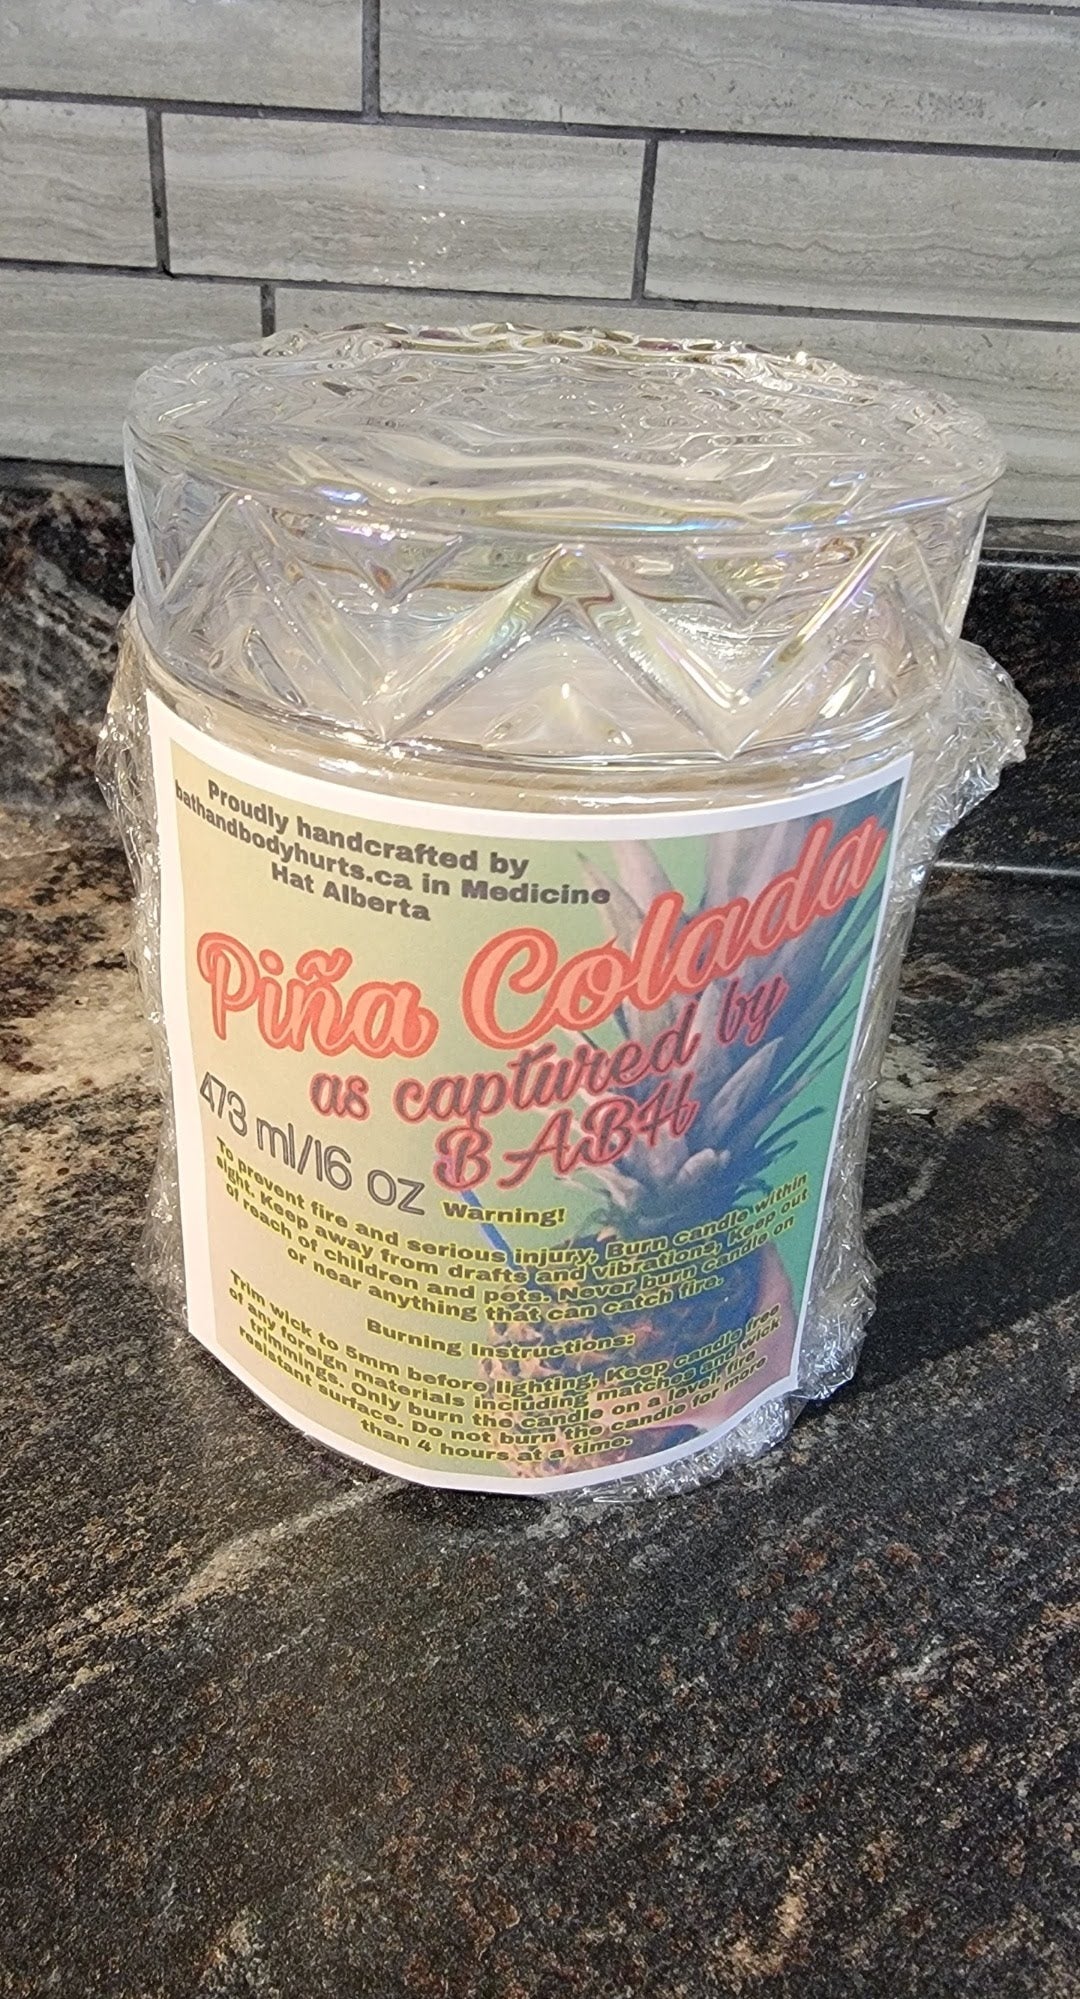 Proudly handcrafted by
bathandbodyhurts.ca in Medicine
Hat Alberta
Piña Colada
as captured by
BABH
473 ml/16 oz
Warning!
To prevent fire and serious injury, Burn candle within
sight. Keep away from drafts and vibrations, Keep out
of reach of children and pets. Never burn candle on
or near anything that can catch fire.
Burning Instructions:
Trim wick to 5mm before lighting, Keep candle free
of any foreign materials including matches and wick
trimmings. Only burn the candle on a level, fire
resistant surface. Do not burn the candle for more
than 4 hours at a time.